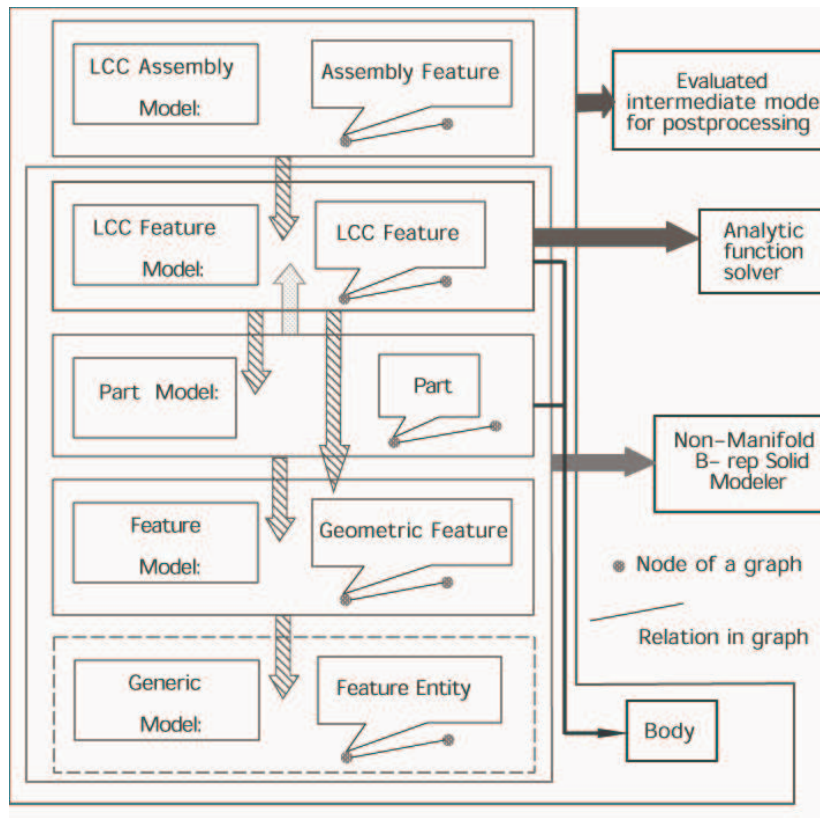 LCC Assembly
Model:
Assembly Feature
Evaluated
intermediate mode
for postprocessing
LCC Feature
Model:
LCC Feature
Analytic
function
solver
Part Model:
Part
Non-Manifold
B- rep Solid
Modeler
Feature
Model:
Geometric Feature
Node of a graph
Relation in graph
Generic
Model:
Feature Entity
Body